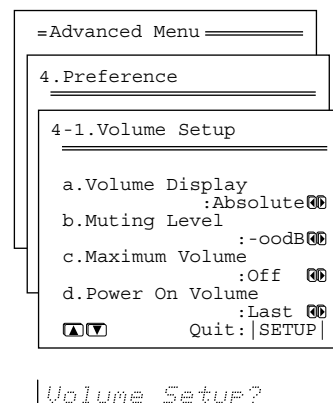 =Advanced Menu
4.Preference
4-1.Volume Setup
a.Volume Display
:Absolute
b.Muting Level
:-oodB
c.Maximum Volume
:Off
d.Power On Volume
:Last
Quit:|SETUP|
Volume Setup?